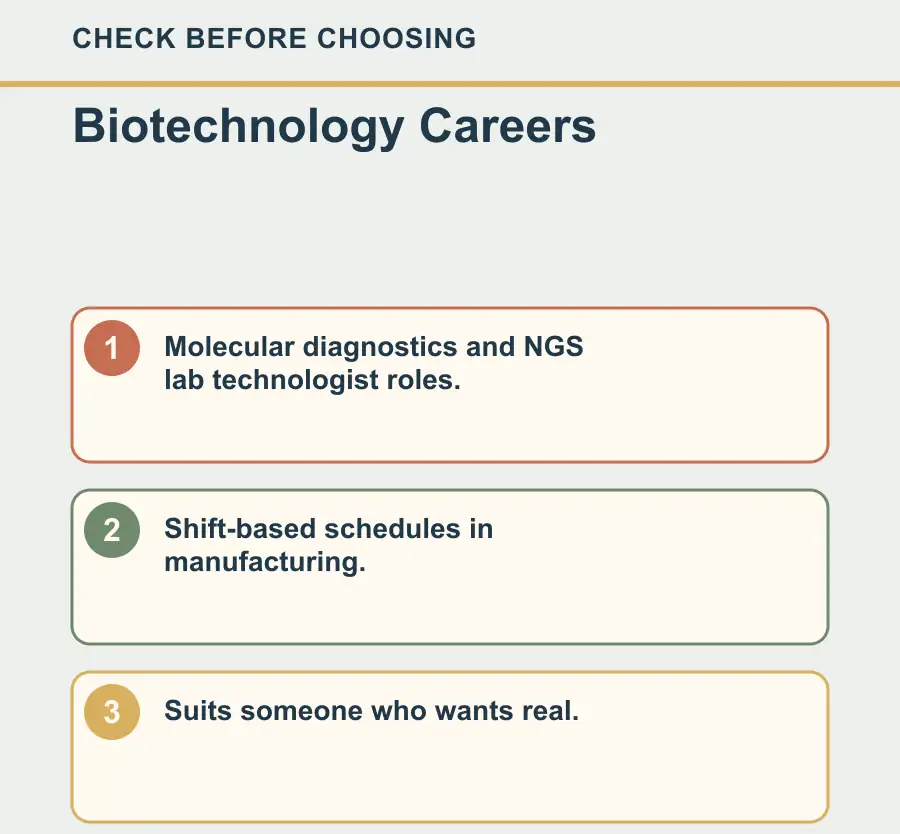 CHECK BEFORE CHOOSING
Biotechnology Careers
1
Molecular diagnostics and NGS
lab technologist roles.
2
Shift-based schedules in
manufacturing.
3
Suits someone who wants real.